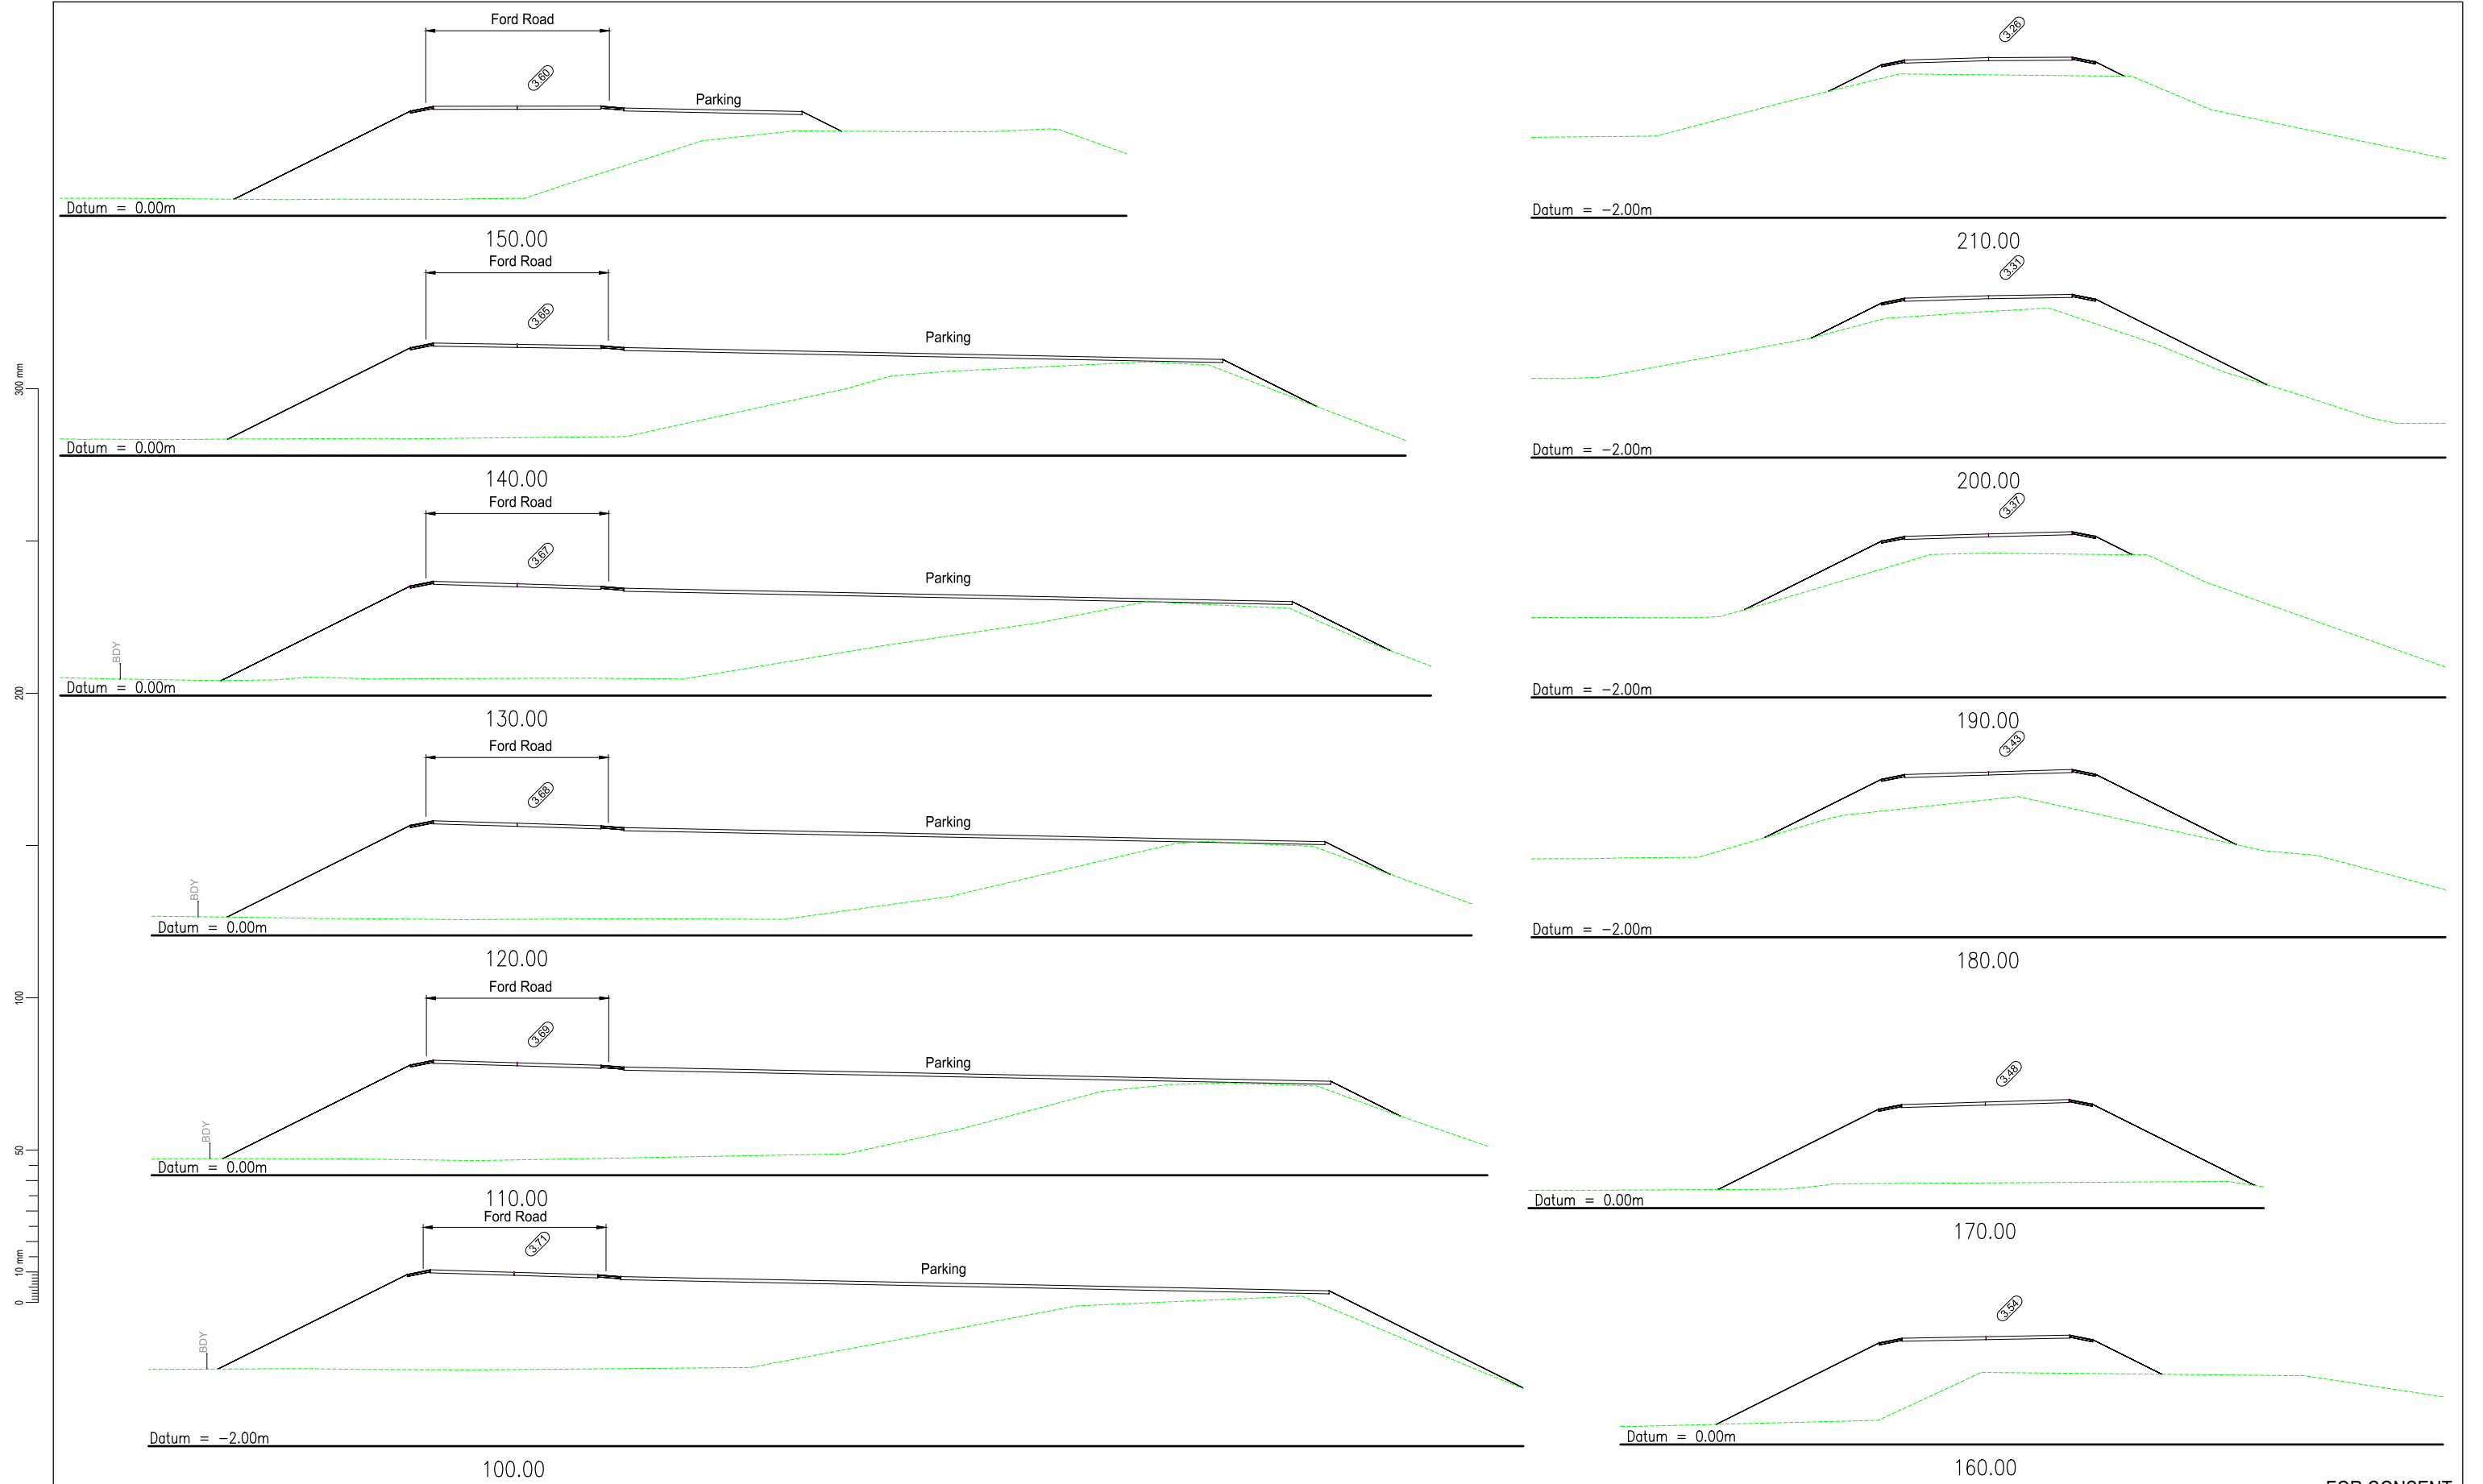 Ford Road
3.60
Parking
Datum = 0.00m
150.00
Ford Road
3.65
Parking
Datum = 0.00m
140.00
Ford Road
3.67
Parking
BDY
Datum = 0.00m
130.00
Ford Road
3.68
Parking
BDY
Datum = 0.00m
120.00
Ford Road
3.69
Parking
BDY
Datum = 0.00m
110.00
Ford Road
3.71
Parking
BDY
Datum = -2.00m
100.00
3.26
Datum = -2.00m
210.00
3.31
Datum = -2.00m
200.00
3.37
Datum = -2.00m
190.00
3.43
Datum = -2.00m
180.00
3.48
Datum = 0.00m
170.00
3.54
Datum = 0.00m
160.00
300 mm
200
100
50
10 mm
0
FOR CONSENT